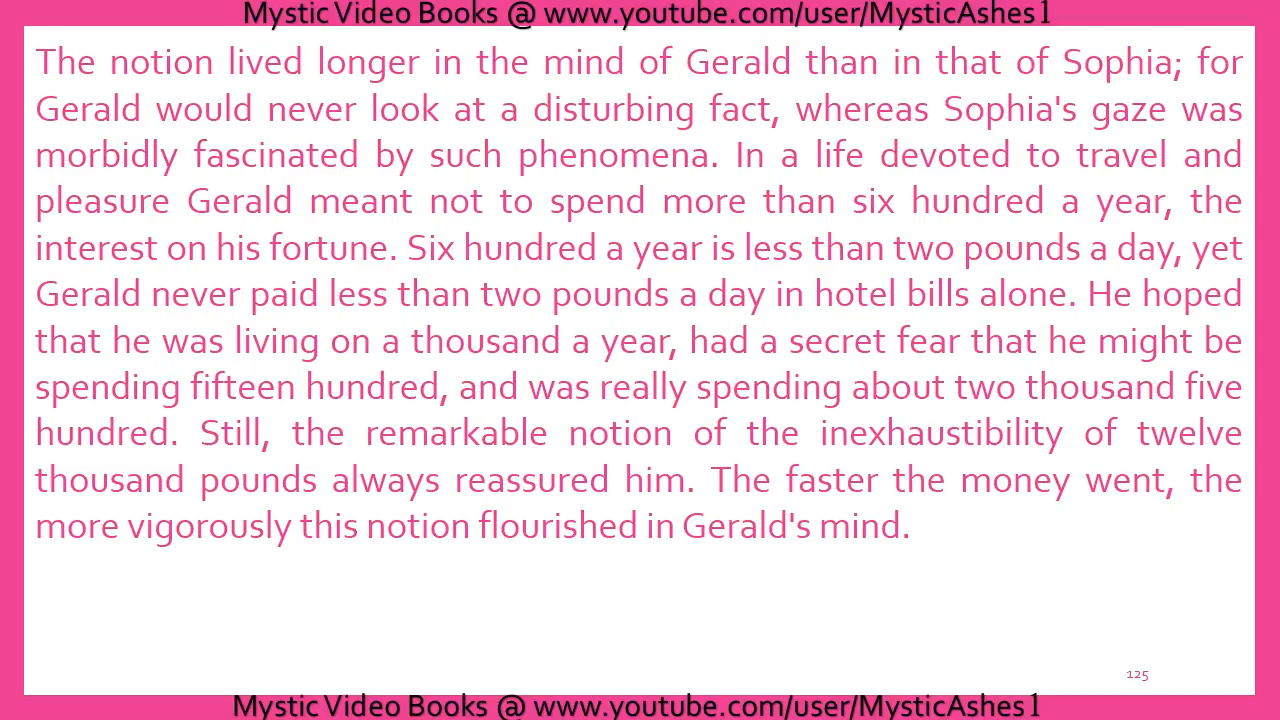 Mystic Video Books @ www.youtube.com/user/MysticAshes1
The notion lived longer in the mind of Gerald than in that of Sophia; for
Gerald would never look at a disturbing fact, whereas Sophia's gaze was
morbidly fascinated by such phenomena. In a life devoted to travel and
pleasure Gerald meant not to spend more than six hundred a year, the
interest on his fortune. Six hundred a year is less than two pounds a day, yet
Gerald never paid less than two pounds a day in hotel bills alone. He hoped
that he was living on a thousand a year, had a secret fear that he might be
spending fifteen hundred, and was really spending about two thousand five
hundred. Still, the remarkable notion of the inexhaustibility of twelve
thousand pounds always reassured him. The faster the money went, the
more vigorously this notion flourished in Gerald's mind.
125
Mystic Video Books @ www.youtube.com/user/MysticAshes1